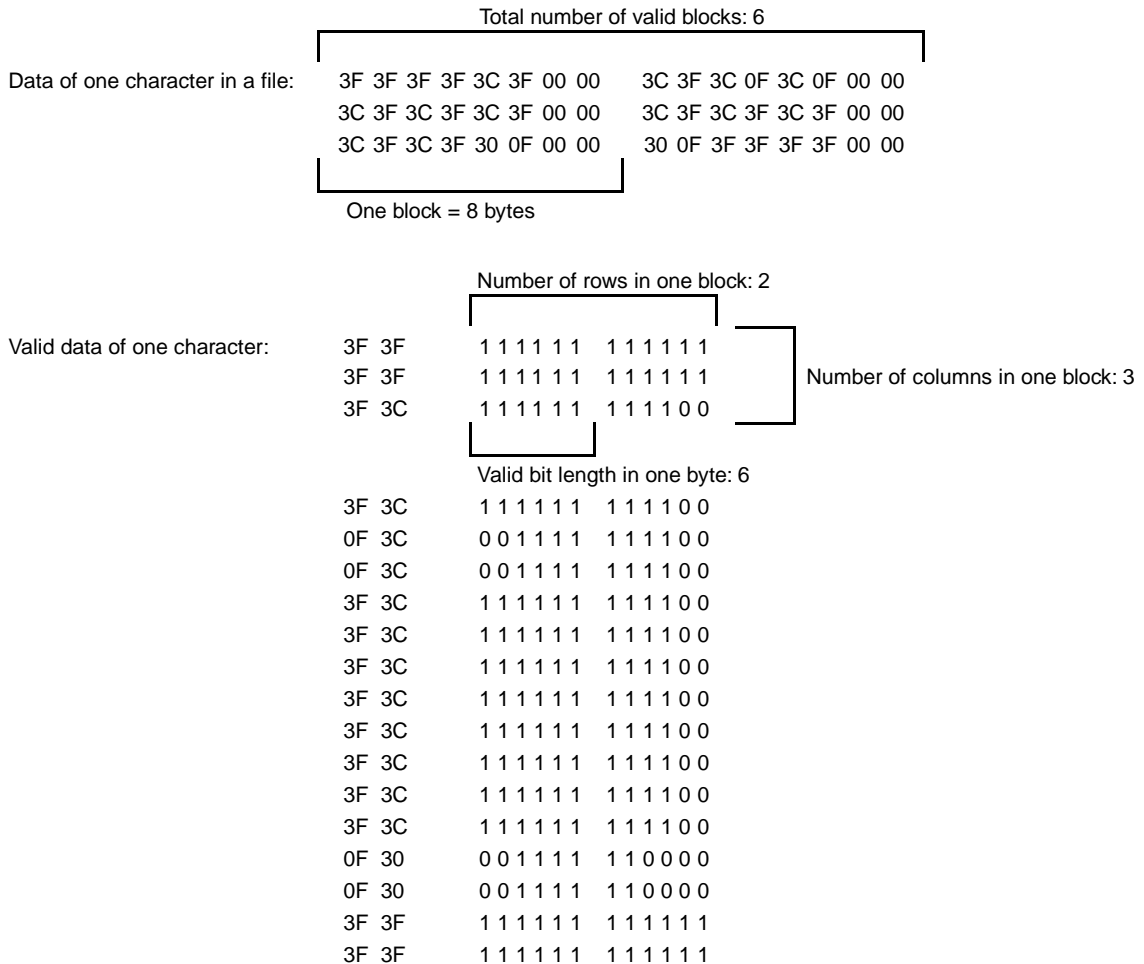 Total number of valid blocks: 6
Data of one character in a file: 3F 3F 3F 3F 3C 3F 00 00 3C 3F 3C 0F 3C 0F 00 00
3C 3F 3C 3F 3C 3F 00 00 3C 3F 3C 3F 3C 3F 00 00
3C 3F 3C 3F 30 0F 00 00 30 0F 3F 3F 3F 3F 00 00
One block = 8 bytes
Number of rows in one block: 2
Valid data of one character: 3F 3F 1 1 1 1 1 1 1 1 1 1 1 1
3F 3F 1 1 1 1 1 1 1 1 1 1 1 1 Number of columns in one block: 3
3F 3C 1 1 1 1 1 1 1 1 1 1 0 0
Valid bit length in one byte: 6
3F 3C 1 1 1 1 1 1 1 1 1 1 0 0
0F 3C 0 0 1 1 1 1 1 1 1 1 0 0
0F 3C 0 0 1 1 1 1 1 1 1 1 0 0
3F 3C 1 1 1 1 1 1 1 1 1 1 0 0
3F 3C 1 1 1 1 1 1 1 1 1 1 0 0
3F 3C 1 1 1 1 1 1 1 1 1 1 0 0
3F 3C 1 1 1 1 1 1 1 1 1 1 0 0
3F 3C 1 1 1 1 1 1 1 1 1 1 0 0
3F 3C 1 1 1 1 1 1 1 1 1 1 0 0
3F 3C 1 1 1 1 1 1 1 1 1 1 0 0
3F 3C 1 1 1 1 1 1 1 1 1 1 0 0
0F 30 0 0 1 1 1 1 1 1 0 0 0 0
0F 30 0 0 1 1 1 1 1 1 0 0 0 0
3F 3F 1 1 1 1 1 1 1 1 1 1 1 1
3F 3F 1 1 1 1 1 1 1 1 1 1 1 1